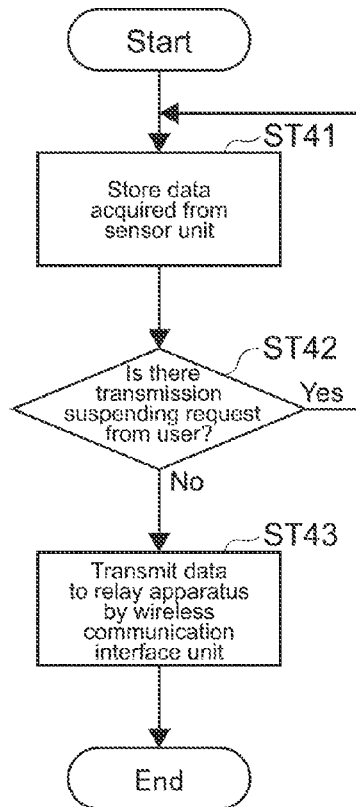 Start
ST41
Store data
acquired from
sensor unit
ST42
Is there
transmission
suspending request
from user?
Yes
No
ST43
Transmit data
to relay apparatus
by wireless
communication
interface unit
End